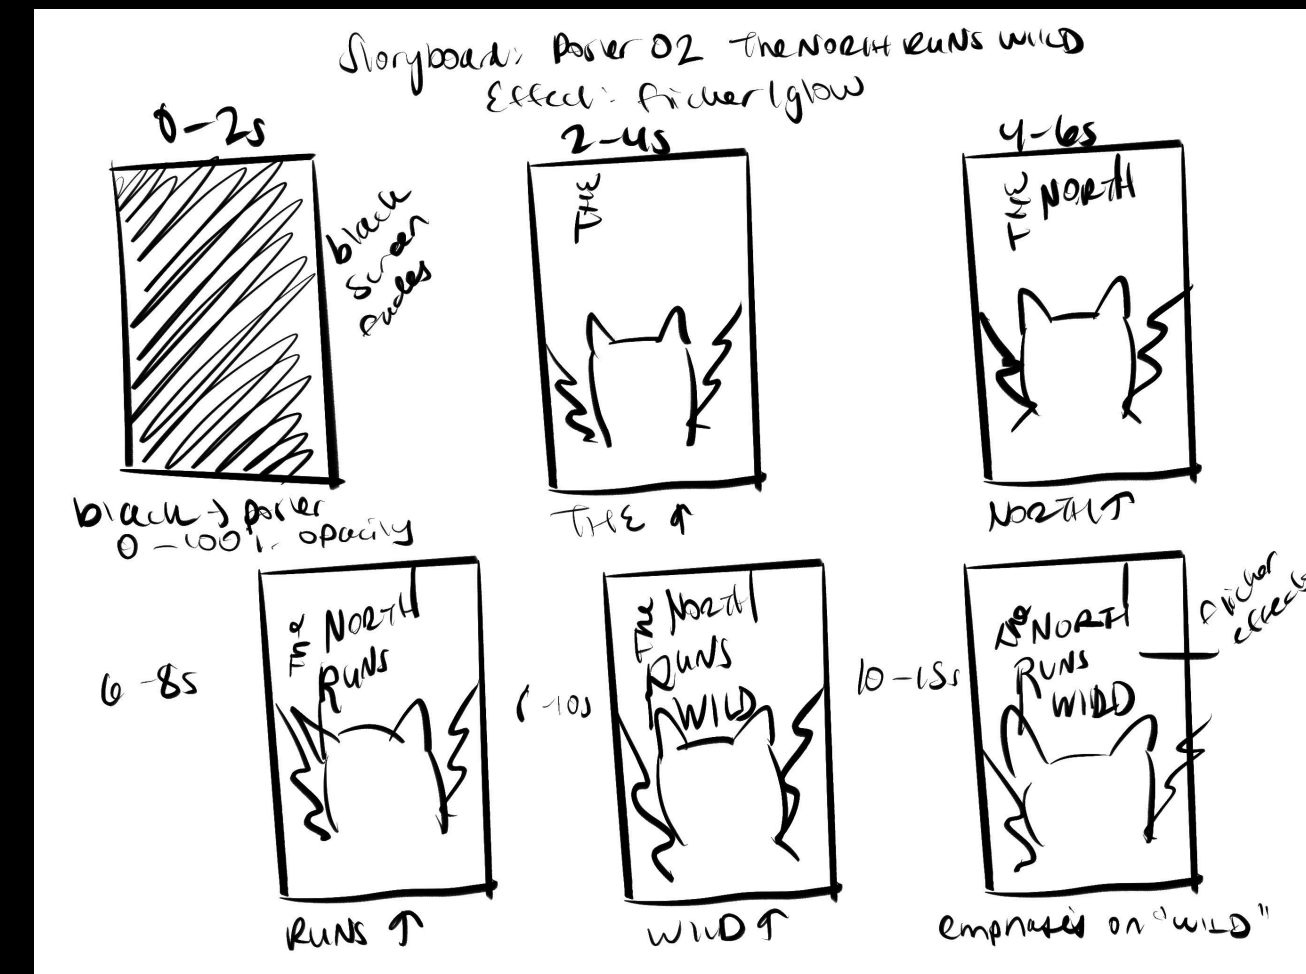 Storyboard: Poster 02 The NORTH RUNS WILD
Effect: flicker/glow
0-2s
black
screen
fades
black → poster
0-100% opacity
2-4s
THE
THE ↑
4-6s
THE NORTH
NORTH ↑
6-8s
The NORTH
RUNS
RUNS ↑
-10s
The NORTH
RUNS
WILD
WILD ↑
10-15s
The NORTH
RUNS
WILD
flicker
effect
emphasis on "WILD"